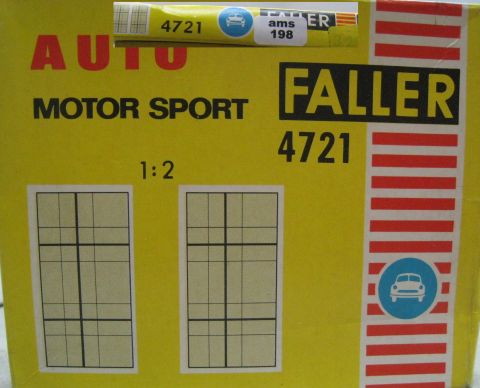 4721
FALLER
ams
198
AUTO
MOTOR SPORT
FALLER
4721
1:2